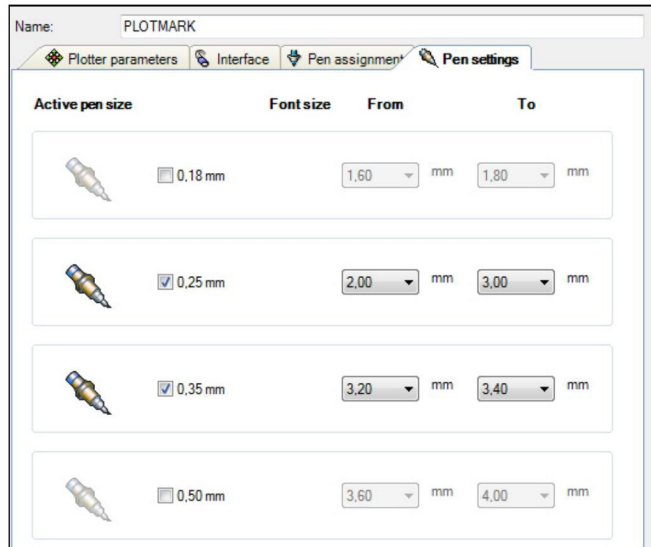 Name: PLOTMARK
Plotter parameters Interface Pen assignment Pen settings
Active pen size Font size From To
0,18 mm 1,60 mm 1,80 mm
0,25 mm 2,00 mm 3,00 mm
0,35 mm 3,20 mm 3,40 mm
0,50 mm 3,60 mm 4,00 mm